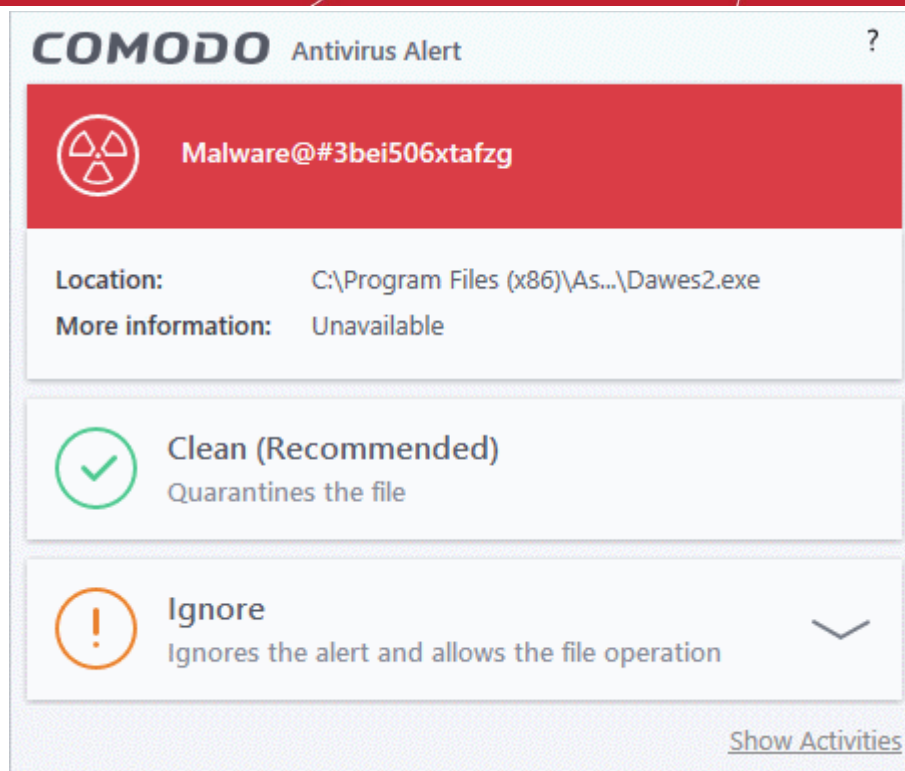 COMODO Antivirus Alert ?
Malware@#3bei506xtafzg
Location: C:\Program Files (x86)\As...\Dawes2.exe
More information: Unavailable
Clean (Recommended)
Quarantines the file
Ignore
Ignores the alert and allows the file operation
Show Activities